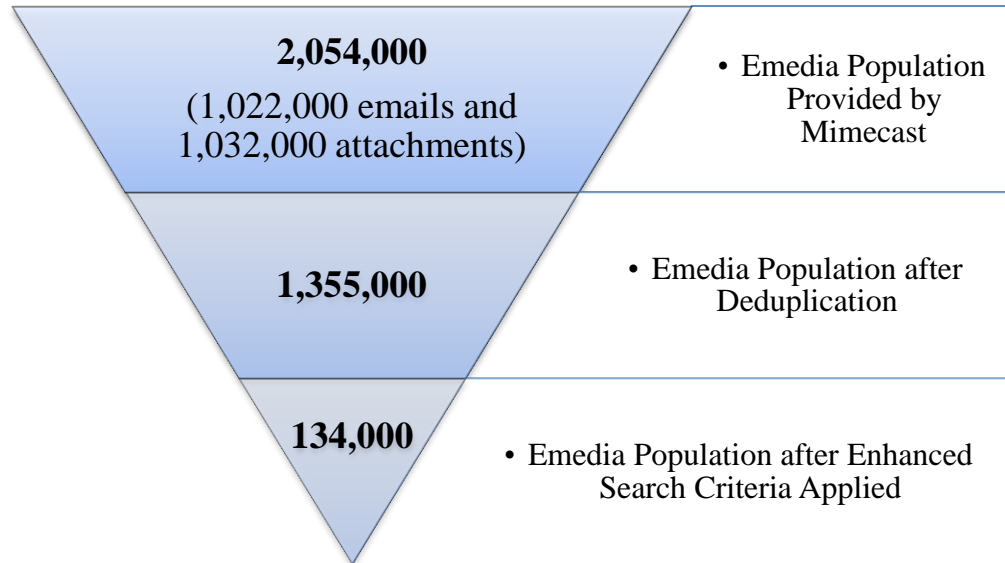 2,054,000
(1,022,000 emails and
1,032,000 attachments)
• Emedia Population
Provided by
Mimecast
1,355,000
• Emedia Population after
Deduplication
134,000
• Emedia Population after Enhanced
Search Criteria Applied